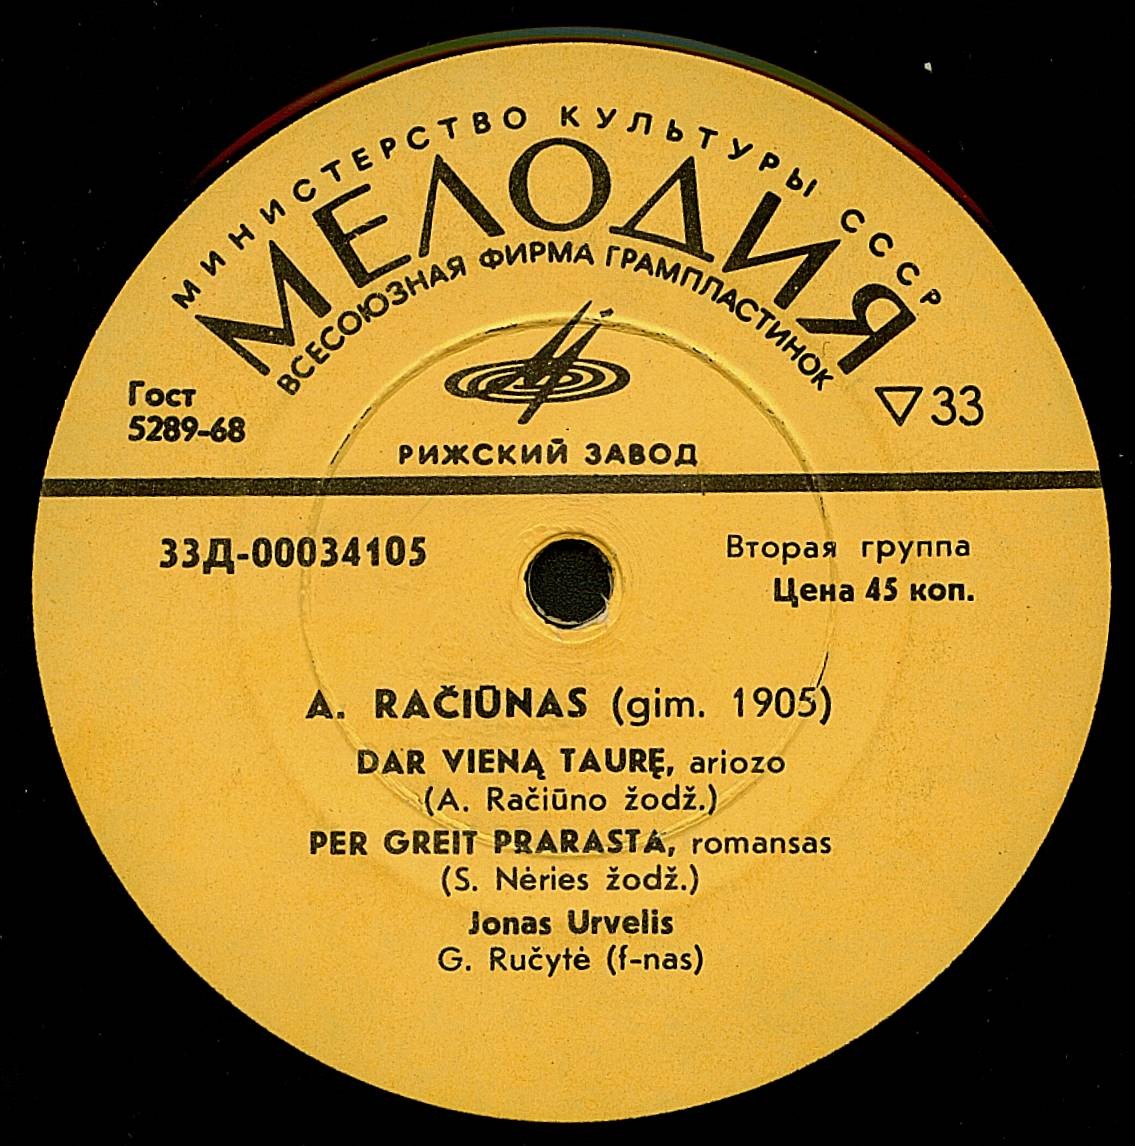 МИНИСТЕРСТВО КУЛЬТУРЫ СССР
МЕЛОДИЯ
ВСЕСОЮЗНАЯ ФИРМА ГРАМПЛАСТИНОК
Гост
5289-68
▽33
РИЖСКИЙ ЗАВОД
33Д-00034105
Вторая группа
Цена 45 коп.
A. RAČIŪNAS (gim. 1905)
DAR VIENĄ TAURĘ, ariozo
(A. Račiūno žodž.)
PER GREIT PRARASTA, romansas
(S. Nėries žodž.)
Jonas Urvelis
G. Ručytė (f-nas)